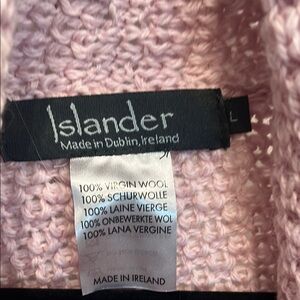 Islander
Made in Dublin, Ireland
L
100% VIRGIN WOOL
100% SCHURWOLLE
100% LAINE VIERGE
100% ONBEWERKTE WOL
100% LANA VERGINE
MADE IN IRELAND